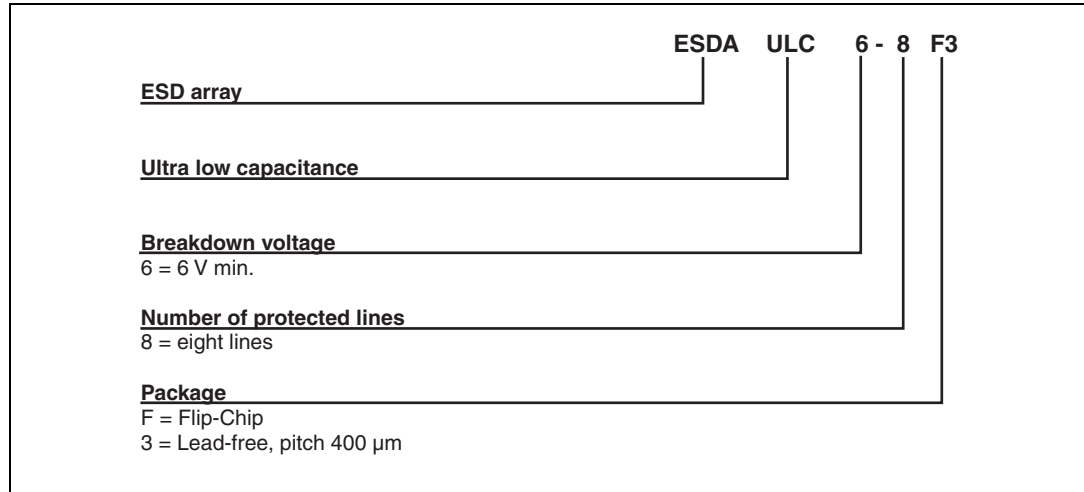 ESDA ULC 6 - 8 F3
ESD array
Ultra low capacitance
Breakdown voltage
6 = 6 V min.
Number of protected lines
8 = eight lines
Package
F = Flip-Chip
3 = Lead-free, pitch 400 µm